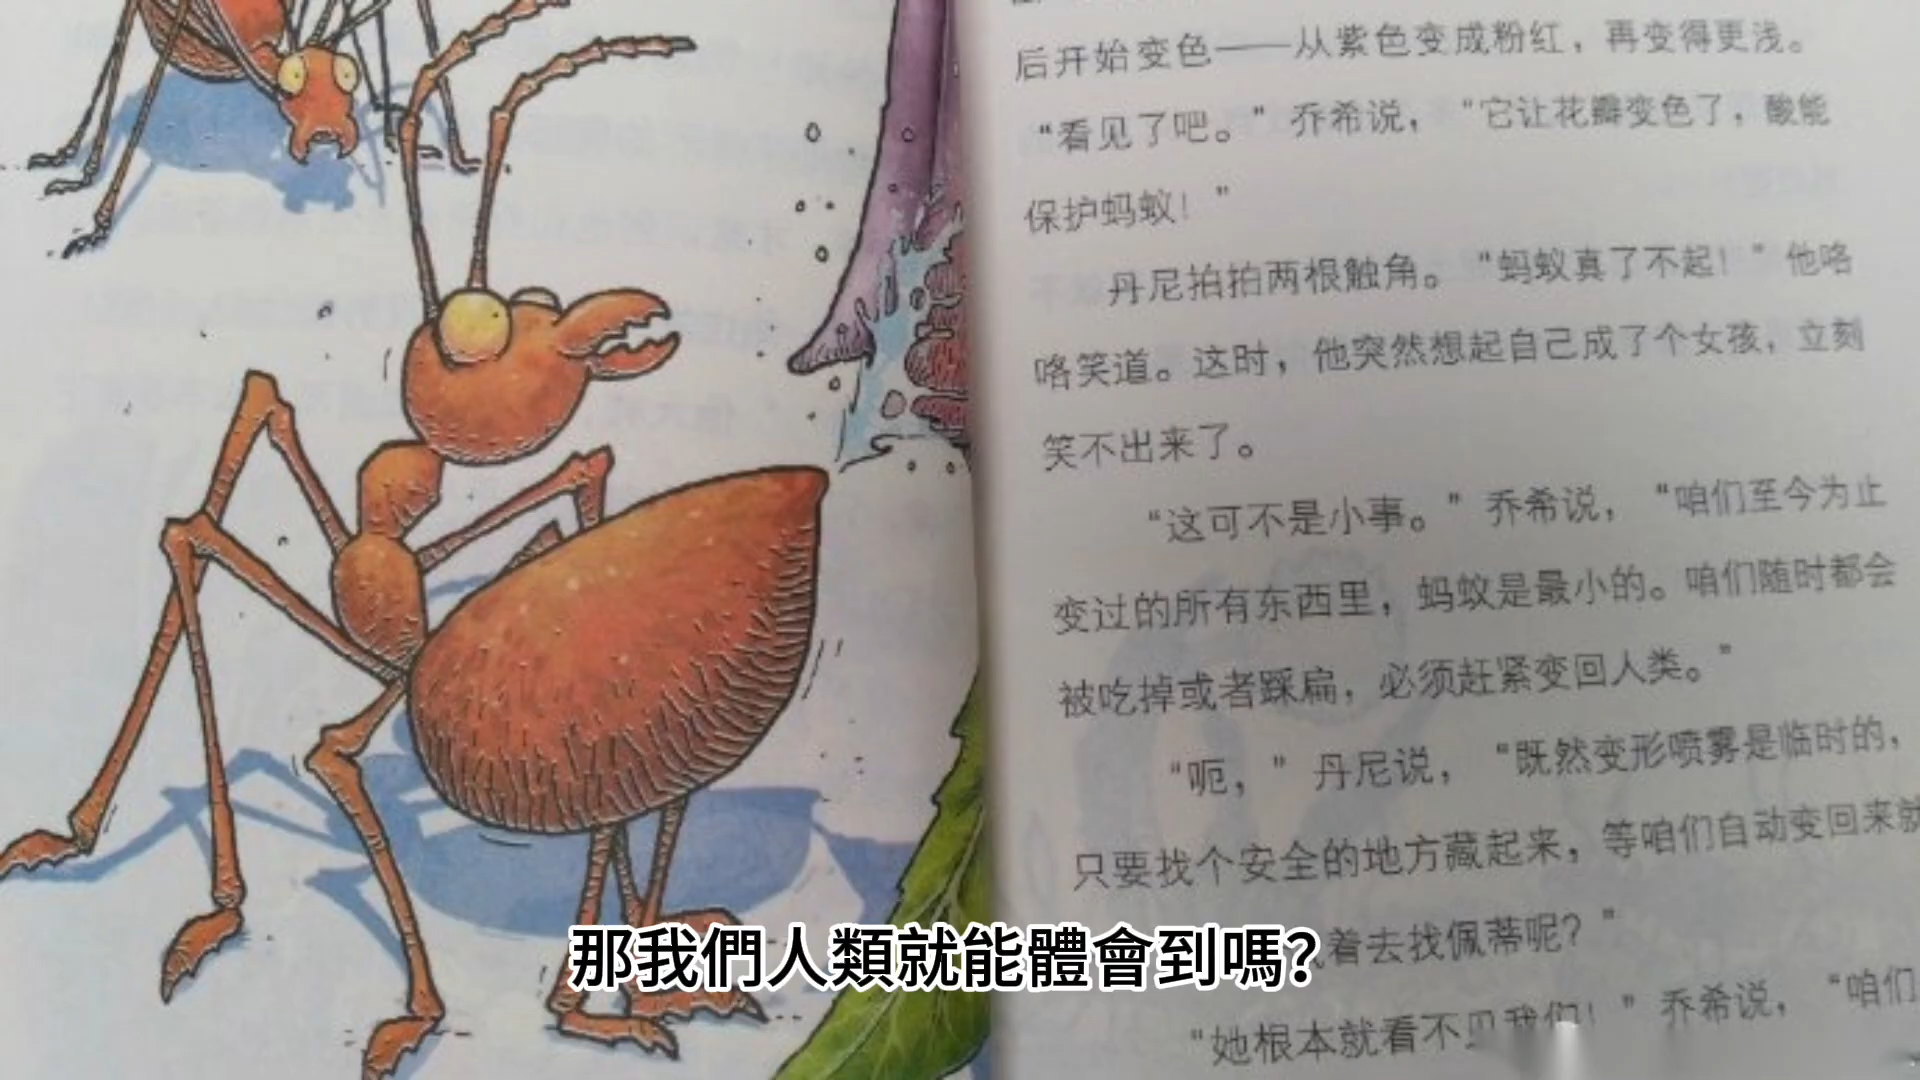 后开始变色——从紫色变成粉红，再变得更浅。
“看见了吧。”乔希说，“它让花瓣变色了，酸能
保护蚂蚁！”
丹尼拍拍两根触角。“蚂蚁真了不起！”他咯
咯笑道。这时，他突然想起自己成了个女孩，立刻
笑不出来了。
“这可不是小事。”乔希说，“咱们至今为止
变过的所有东西里，蚂蚁是最小的。咱们随时都会
被吃掉或者踩扁，必须赶紧变回人类。”
“呃，”丹尼说，“既然变形喷雾是临时的，
只要找个安全的地方藏起来，等咱们自动变回来就
着去找佩蒂呢？”
那我們人類就能體會到嗎？
“她根本就看不见我们！”乔希说，“咱们